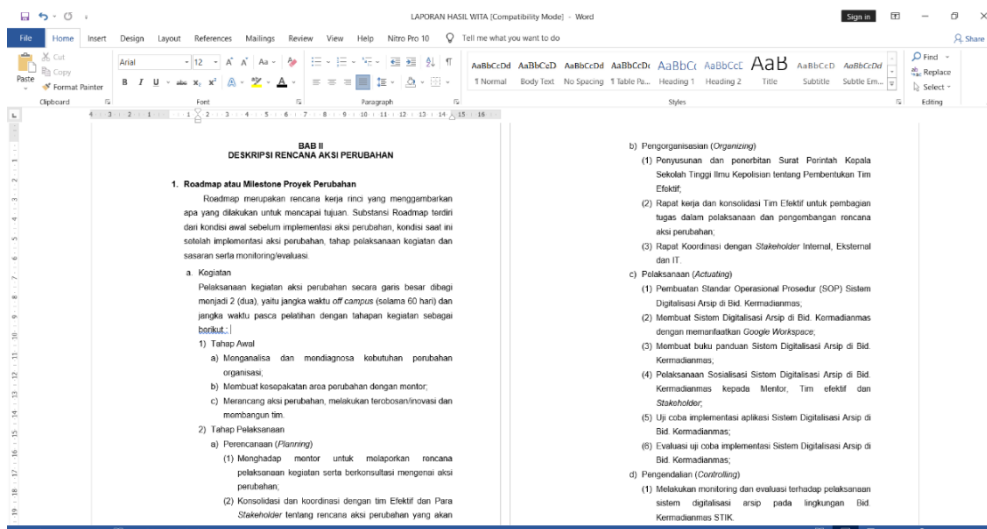 LAPORAN HASIL WITA [Compatibility Mode] - Word
Sign in
File Home Insert Design Layout References Mailings Review View Help Nitro Pro 10 Tell me what you want to do
Share
Paste
Cut
Copy
Format Painter
Clipboard
Arial 12
Font
Paragraph
AaBbCcDd AaBbCcD AaBbCcDd AaBbCcDc AaBbCc AaBbCcE AaB AaBbCcD AaBbCcDd
1 Normal Body Text No Spacing 1 Table Pa... Heading 1 Heading 2 Title Subtitle Subtle Em...
Styles
Find
Replace
Select
Editing
BAB II
DESKRIPSI RENCANA AKSI PERUBAHAN
1. Roadmap atau Milestone Proyek Perubahan
Roadmap merupakan rencana kerja rinci yang menggambarkan
apa yang dilakukan untuk mencapai tujuan. Substansi Roadmap terdiri
dari kondisi awal sebelum implementasi aksi perubahan, kondisi saat ini
setelah implementasi aksi perubahan, tahap pelaksanaan kegiatan dan
sasaran serta monitoring/evaluasi.
a. Kegiatan
Pelaksanaan kegiatan aksi perubahan secara garis besar dibagi
menjadi 2 (dua), yaitu jangka waktu off campus (selama 60 hari) dan
jangka waktu pasca pelatihan dengan tahapan kegiatan sebagai
berikut :
1) Tahap Awal
a) Menganalisa dan mendiagnosa kebutuhan perubahan
organisasi;
b) Membuat kesepakatan area perubahan dengan mentor;
c) Merancang aksi perubahan, melakukan terobosan/inovasi dan
membangun tim.
2) Tahap Pelaksanaan
a) Perencanaan (Planning)
(1) Menghadap mentor untuk melaporkan rencana
pelaksanaan kegiatan serta berkonsultasi mengenai aksi
perubahan;
(2) Konsolidasi dan koordinasi dengan tim Efektif dan Para
Stakeholder tentang rencana aksi perubahan yang akan
b) Pengorganisasian (Organizing)
(1) Penyusunan dan penerbitan Surat Perintah Kepala
Sekolah Tinggi Ilmu Kepolisian tentang Pembentukan Tim
Efektif;
(2) Rapat kerja dan konsolidasi Tim Efektif untuk pembagian
tugas dalam pelaksanaan dan pengembangan rencana
aksi perubahan;
(3) Rapat Koordinasi dengan Stakeholder Internal, Eksternal
dan IT.
c) Pelaksanaan (Actuating)
(1) Pembuatan Standar Operasional Prosedur (SOP) Sistem
Digitalisasi Arsip di Bid. Kermadianmas;
(2) Membuat Sistem Digitalisasi Arsip di Bid. Kermadianmas
dengan memanfaatkan Google Workspace;
(3) Membuat buku panduan Sistem Digitalisasi Arsip di Bid.
Kermadianmas;
(4) Pelaksanaan Sosialisasi Sistem Digitalisasi Arsip di Bid.
Kermadianmas kepada Mentor, Tim efektif dan
Stakeholder;
(5) Uji coba implementasi aplikasi Sistem Digitalisasi Arsip di
Bid. Kermadianmas;
(6) Evaluasi uji coba implementasi Sistem Digitalisasi Arsip di
Bid. Kermadianmas;
d) Pengendalian (Controlling)
(1) Melakukan monitoring dan evaluasi terhadap pelaksanaan
sistem digitalisasi arsip pada lingkungan Bid.
Kermadianmas STIK.